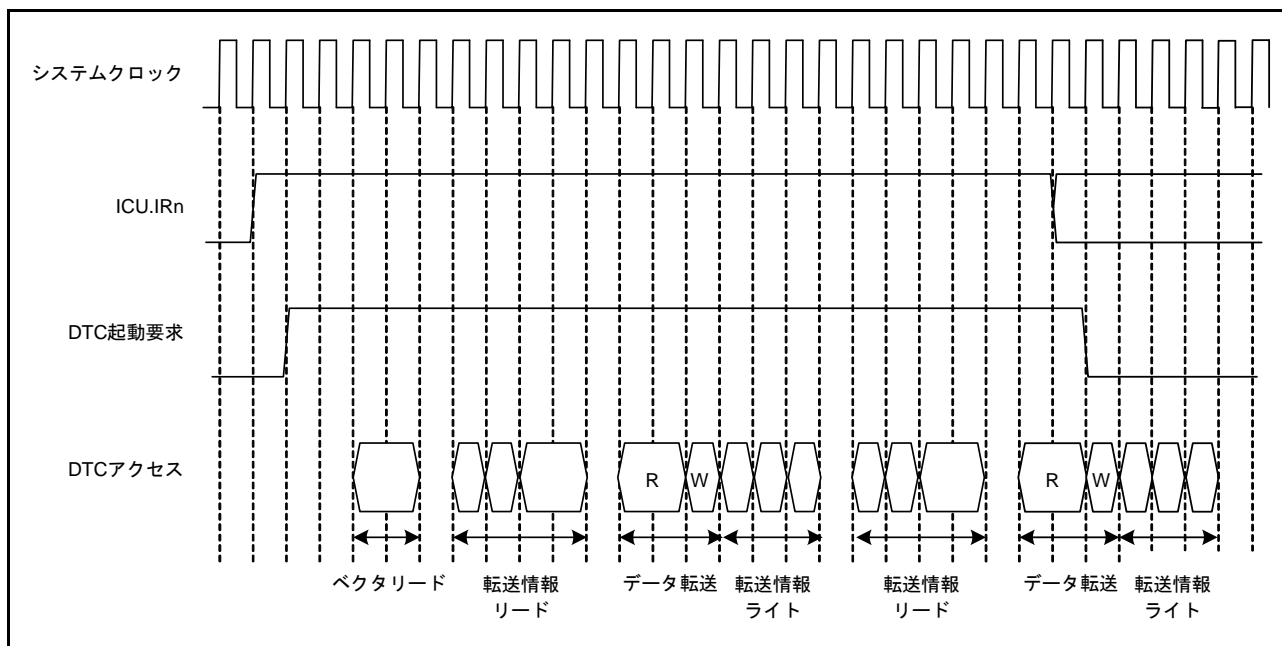 システムクロック
ICU.IRn
DTC起動要求
DTCアクセス
R
W
R
W
ベクタリード
転送情報
リード
データ転送
転送情報
ライト
転送情報
リード
データ転送
転送情報
ライト